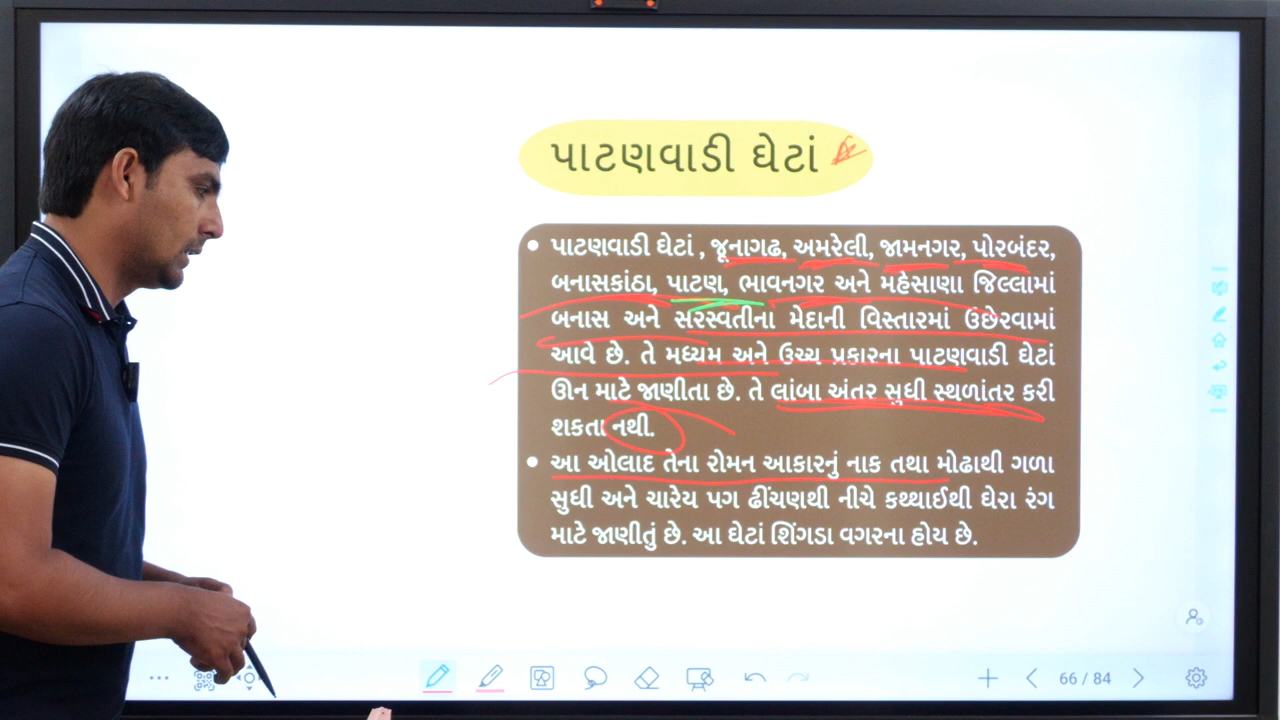 પાટણવાડી ઘેટાં
• પાટણવાડી ઘેટાં , જૂનાગઢ, અમરેલી, જામનગર, પોરબંદર,
બનાસકાંઠા, પાટણ, ભાવનગર અને મહેસાણા જિલ્લામાં
બનાસ અને સરસ્વતીના મેદાની વિસ્તારમાં ઉછેરવામાં
આવે છે. તે મધ્યમ અને ઉચ્ચ પ્રકારના પાટણવાડી ઘેટાં
ઊન માટે જાણીતા છે. તે લાંબા અંતર સુધી સ્થળાંતર કરી
શકતા નથી.
• આ ઓલાદ તેના રોમન આકારનું નાક તથા મોઢાથી ગળા
સુધી અને ચારેય પગ ઢીંચણથી નીચે કથ્થાઈથી ઘેરા રંગ
માટે જાણીતું છે. આ ઘેટાં શિંગડા વગરના હોય છે.
66 / 84